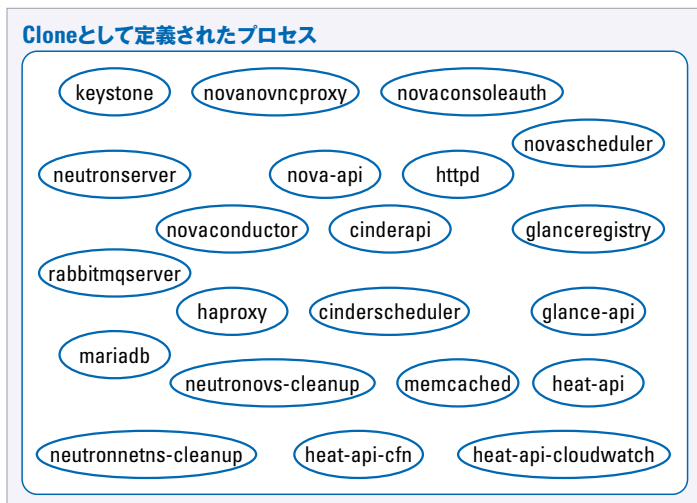 Cloneとして定義されたプロセス
keystone
novanovncproxy
novaconsoleauth
novascheduler
neutronserver
nova-api
httpd
novaconductor
cinderapi
glanceregistry
rabbitmqserver
haproxy
cinderscheduler
glance-api
mariadb
neutronovs-cleanup
memcached
heat-api
neutronnetns-cleanup
heat-api-cfn
heat-api-cloudwatch